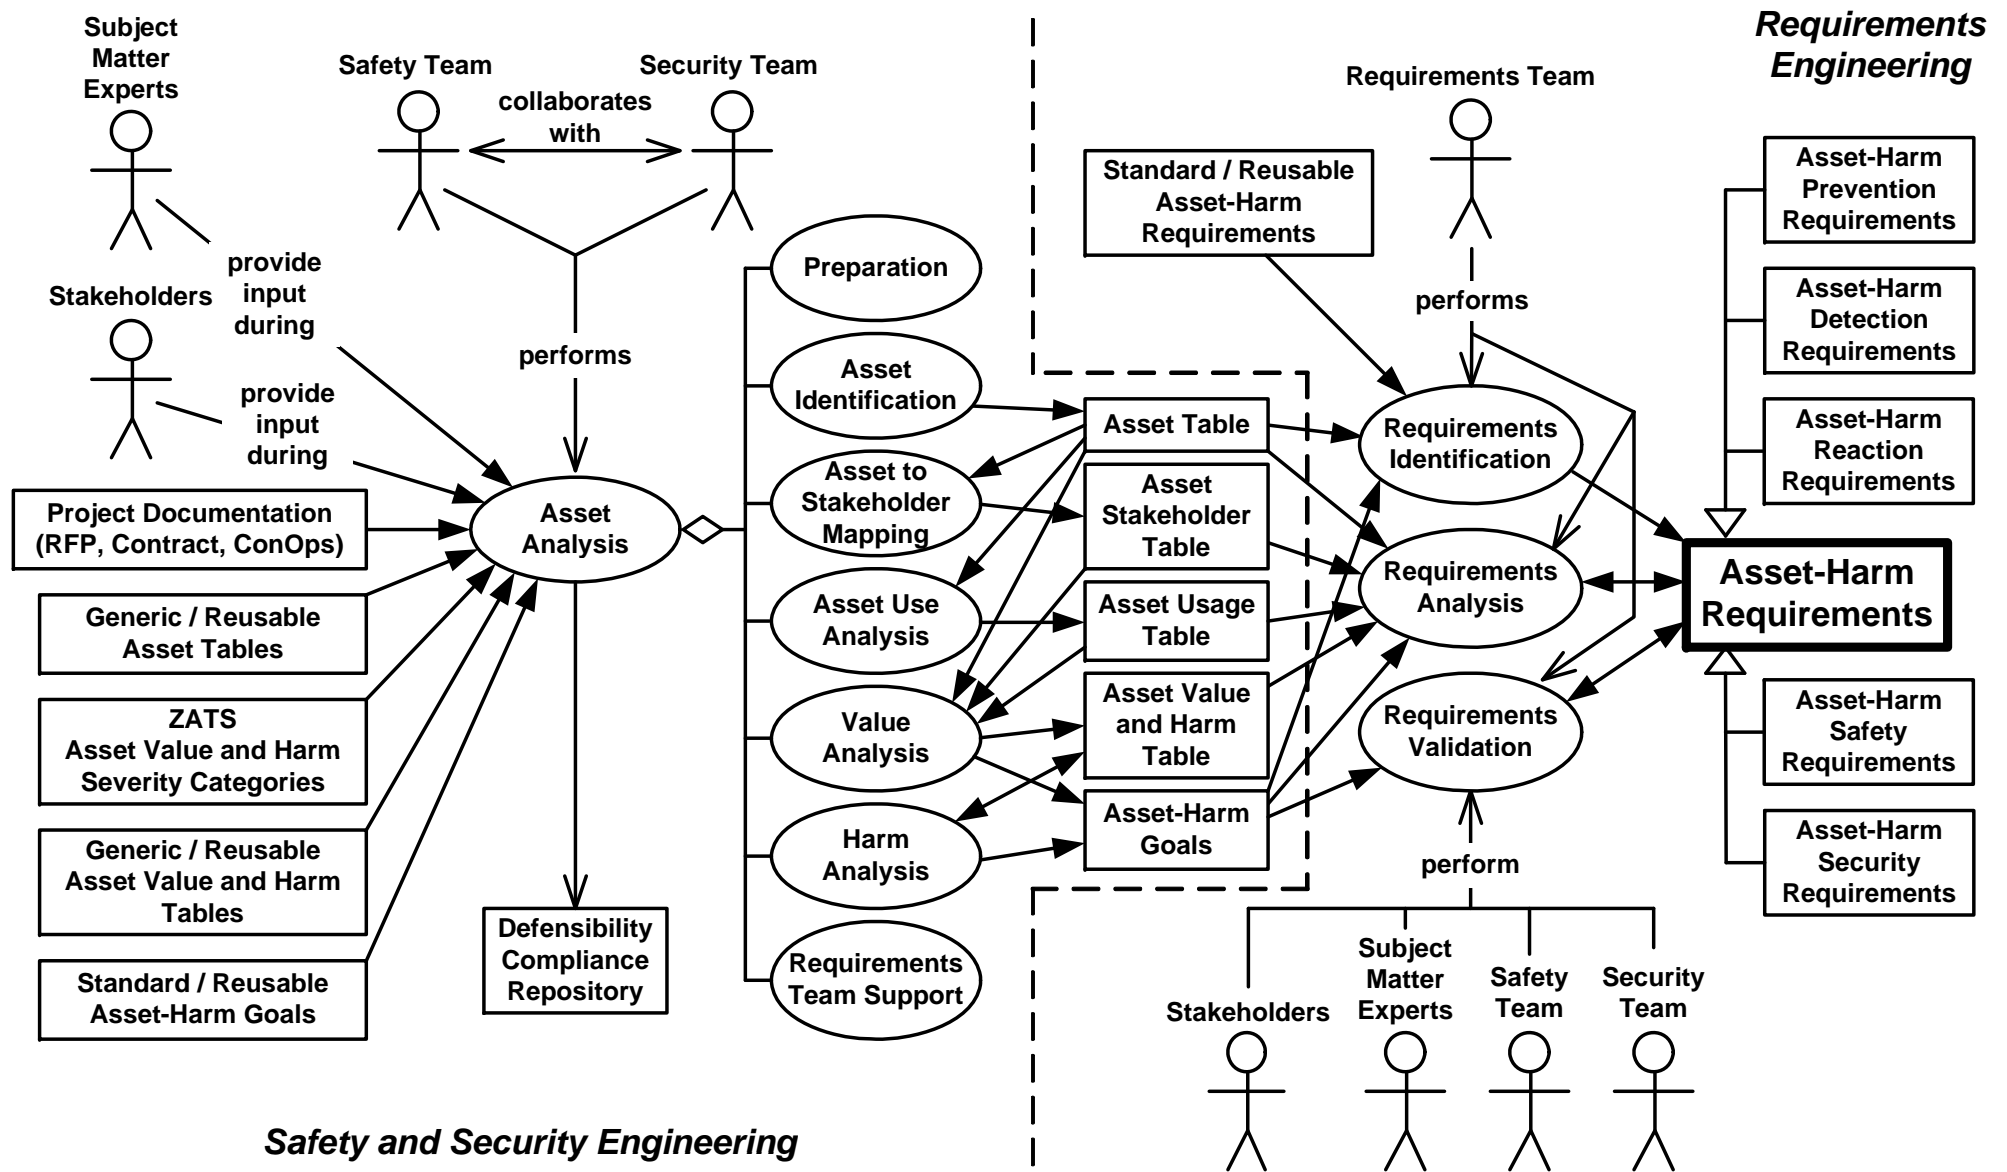 Subject
Matter
Experts
Safety Team
Security Team
collaborates
with
Requirements Team
Requirements
Engineering
Stakeholders
provide
input
during
provide
input
during
performs
Project Documentation
(RFP, Contract, ConOps)
Generic / Reusable
Asset Tables
ZATS
Asset Value and Harm
Severity Categories
Generic / Reusable
Asset Value and Harm
Tables
Standard / Reusable
Asset-Harm Goals
Asset
Analysis
Defensibility
Compliance
Repository
Preparation
Asset
Identification
Asset to
Stakeholder
Mapping
Asset Use
Analysis
Value
Analysis
Harm
Analysis
Requirements
Team Support
Standard / Reusable
Asset-Harm
Requirements
performs
Asset Table
Asset
Stakeholder
Table
Asset Usage
Table
Asset Value
and Harm
Table
Asset-Harm
Goals
Requirements
Identification
Requirements
Analysis
Requirements
Validation
perform
Stakeholders
Subject
Matter
Experts
Safety
Team
Security
Team
Asset-Harm
Prevention
Requirements
Asset-Harm
Detection
Requirements
Asset-Harm
Reaction
Requirements
Asset-Harm
Requirements
Asset-Harm
Safety
Requirements
Asset-Harm
Security
Requirements
Safety and Security Engineering